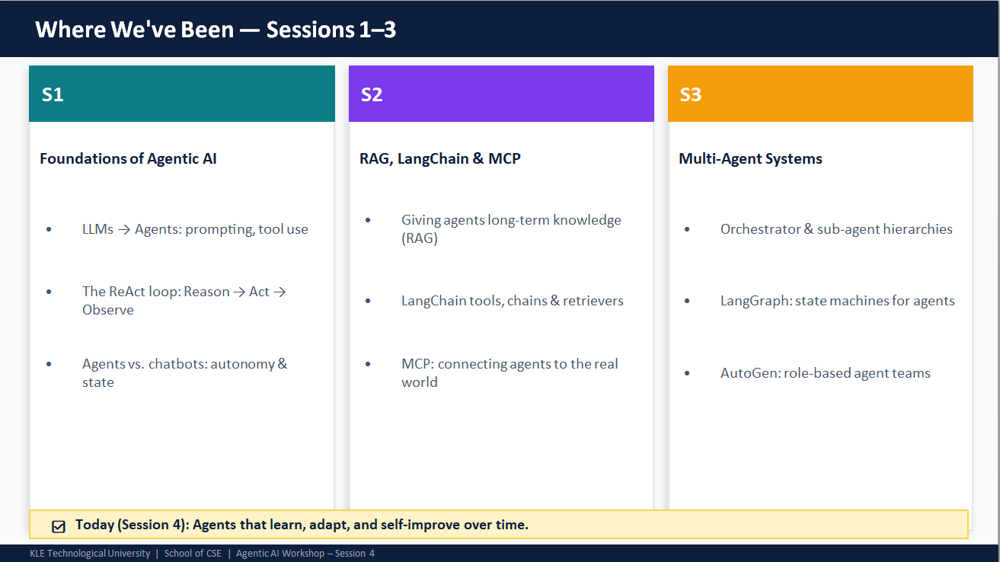 Where We've Been — Sessions 1–3
S1
Foundations of Agentic AI
• LLMs → Agents: prompting, tool use
• The ReAct loop: Reason → Act →
Observe
• Agents vs. chatbots: autonomy &
state
S2
RAG, LangChain & MCP
• Giving agents long-term knowledge
(RAG)
• LangChain tools, chains & retrievers
• MCP: connecting agents to the real
world
S3
Multi-Agent Systems
• Orchestrator & sub-agent hierarchies
• LangGraph: state machines for agents
• AutoGen: role-based agent teams
☑ Today (Session 4): Agents that learn, adapt, and self-improve over time.
KLE Technological University | School of CSE | Agentic AI Workshop – Session 4